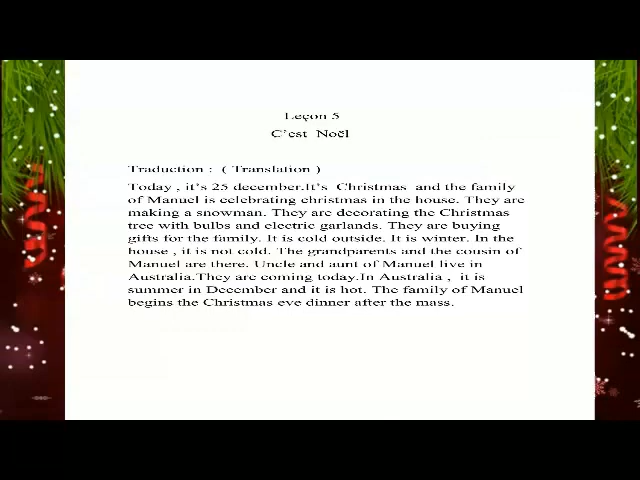 Leçon 5
C'est Noël
Traduction : ( Translation )
Today , it's 25 december.It's Christmas and the family
of Manuel is celebrating christmas in the house. They are
making a snowman. They are decorating the Christmas
tree with bulbs and electric garlands. They are buying
gifts for the family. It is cold outside. It is winter. In the
house , it is not cold. The grandparents and the cousin of
Manuel are there. Uncle and aunt of Manuel live in
Australia.They are coming today.In Australia , it is
summer in December and it is hot. The family of Manuel
begins the Christmas eve dinner after the mass.